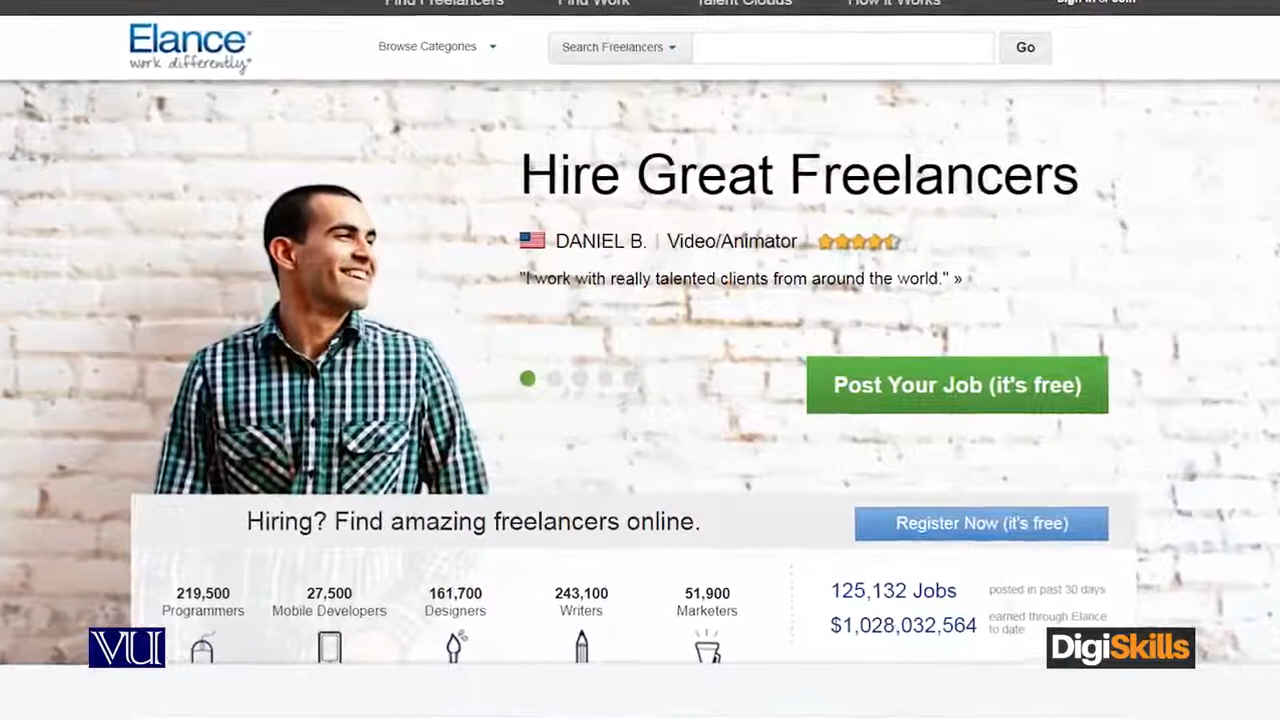 Find Freelancers Find Work Talent Clouds How it Works Sign In or Join
Elance
work differently
Browse Categories
Search Freelancers
Go
Hire Great Freelancers
DANIEL B. | Video/Animator
"I work with really talented clients from around the world." »
Post Your Job (it's free)
Hiring? Find amazing freelancers online.
Register Now (it's free)
219,500 27,500 161,700 243,100 51,900
Programmers Mobile Developers Designers Writers Marketers
125,132 Jobs posted in past 30 days
$1,028,032,564 earned through Elance to date
VU
DigiSkills